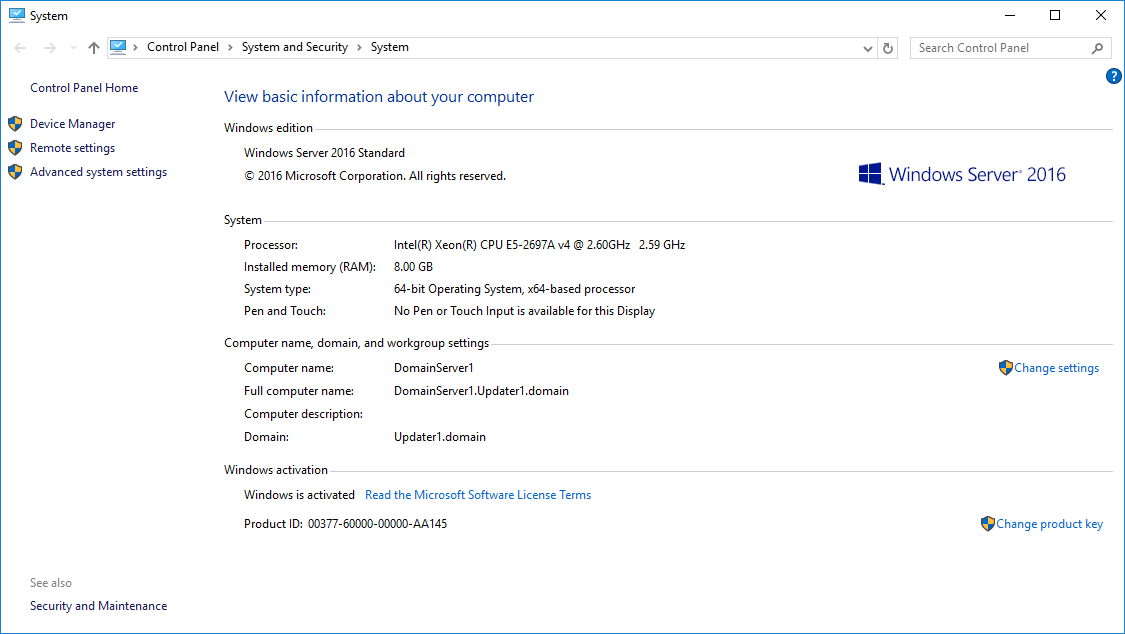 System
Control Panel › System and Security › System
Search Control Panel
?
Control Panel Home
Device Manager
Remote settings
Advanced system settings
View basic information about your computer
Windows edition
Windows Server 2016 Standard
© 2016 Microsoft Corporation. All rights reserved.
Windows Server® 2016
System
Processor: Intel(R) Xeon(R) CPU E5-2697A v4 @ 2.60GHz 2.59 GHz
Installed memory (RAM): 8.00 GB
System type: 64-bit Operating System, x64-based processor
Pen and Touch: No Pen or Touch Input is available for this Display
Computer name, domain, and workgroup settings
Computer name: DomainServer1 Change settings
Full computer name: DomainServer1.Updater1.domain
Computer description:
Domain: Updater1.domain
Windows activation
Windows is activated Read the Microsoft Software License Terms
Product ID: 00377-60000-00000-AA145 Change product key
See also
Security and Maintenance